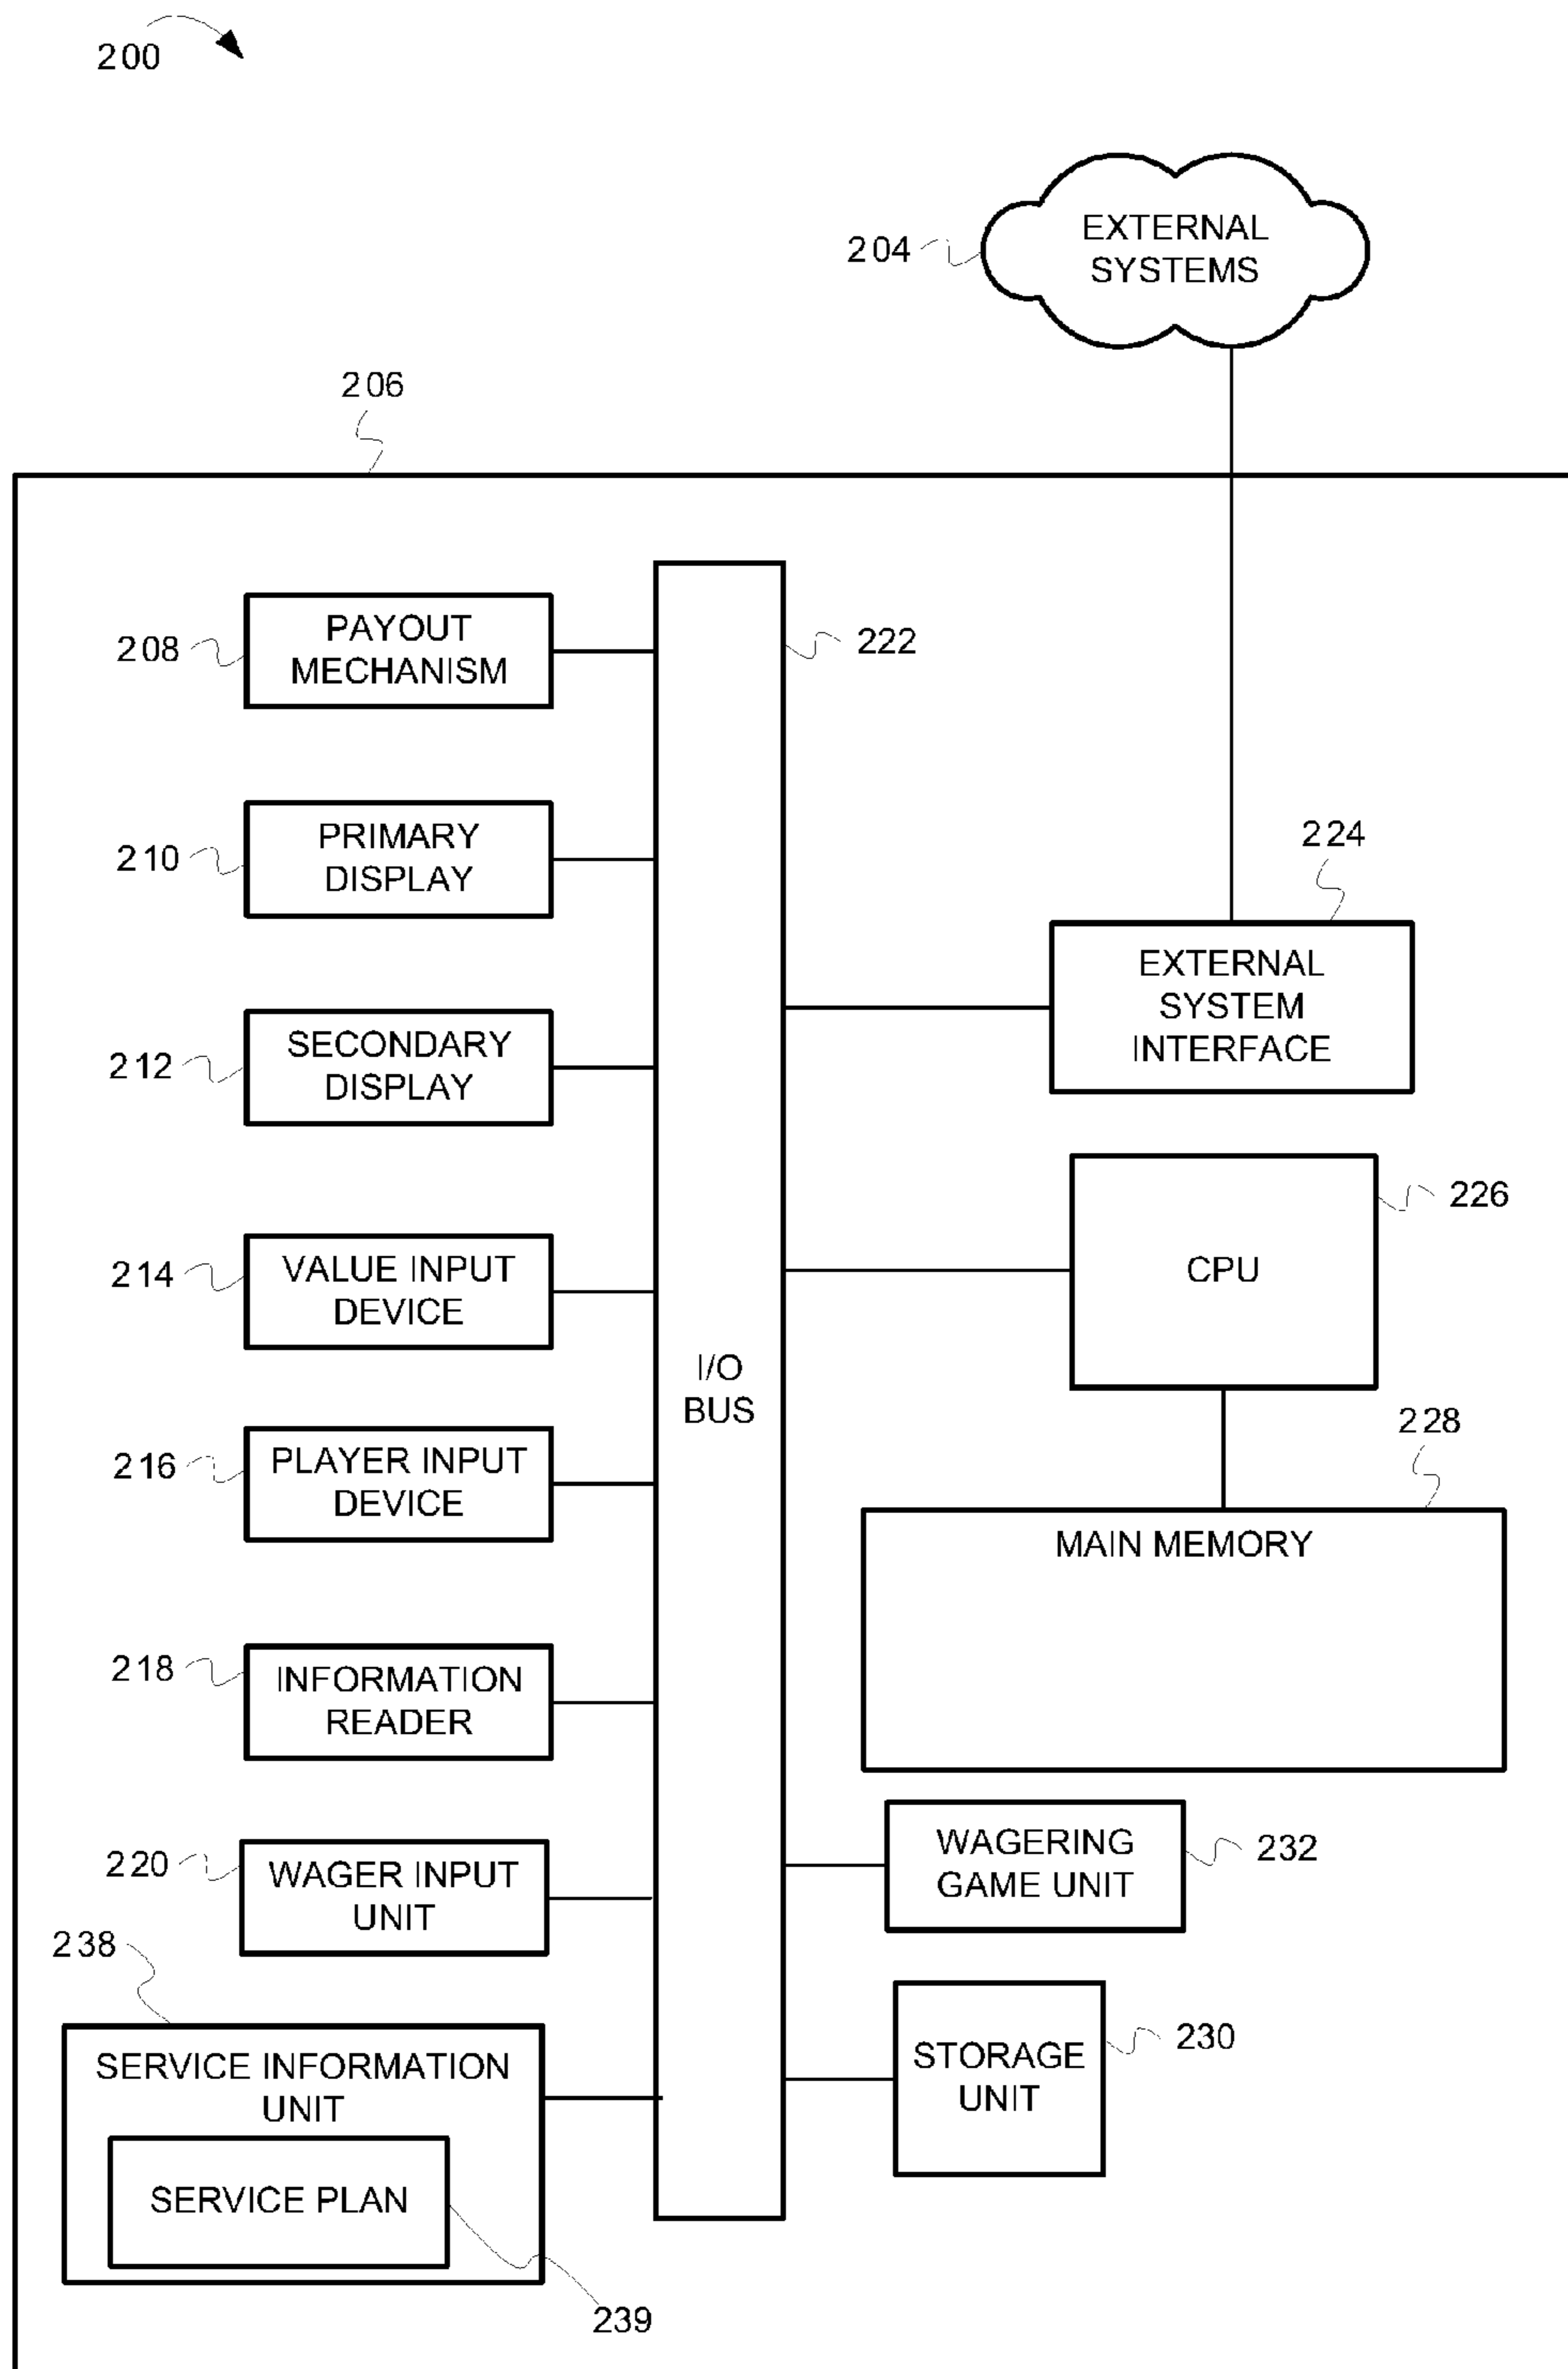 200
EXTERNAL
SYSTEMS
204
206
PAYOUT
MECHANISM
208
222
PRIMARY
DISPLAY
210
224
EXTERNAL
SYSTEM
INTERFACE
SECONDARY
DISPLAY
212
226
CPU
VALUE INPUT
DEVICE
214
I/O
BUS
228
PLAYER INPUT
DEVICE
216
MAIN MEMORY
INFORMATION
READER
218
WAGERING
GAME UNIT
232
WAGER INPUT
UNIT
220
238
SERVICE INFORMATION
UNIT
STORAGE
UNIT
230
SERVICE PLAN
239